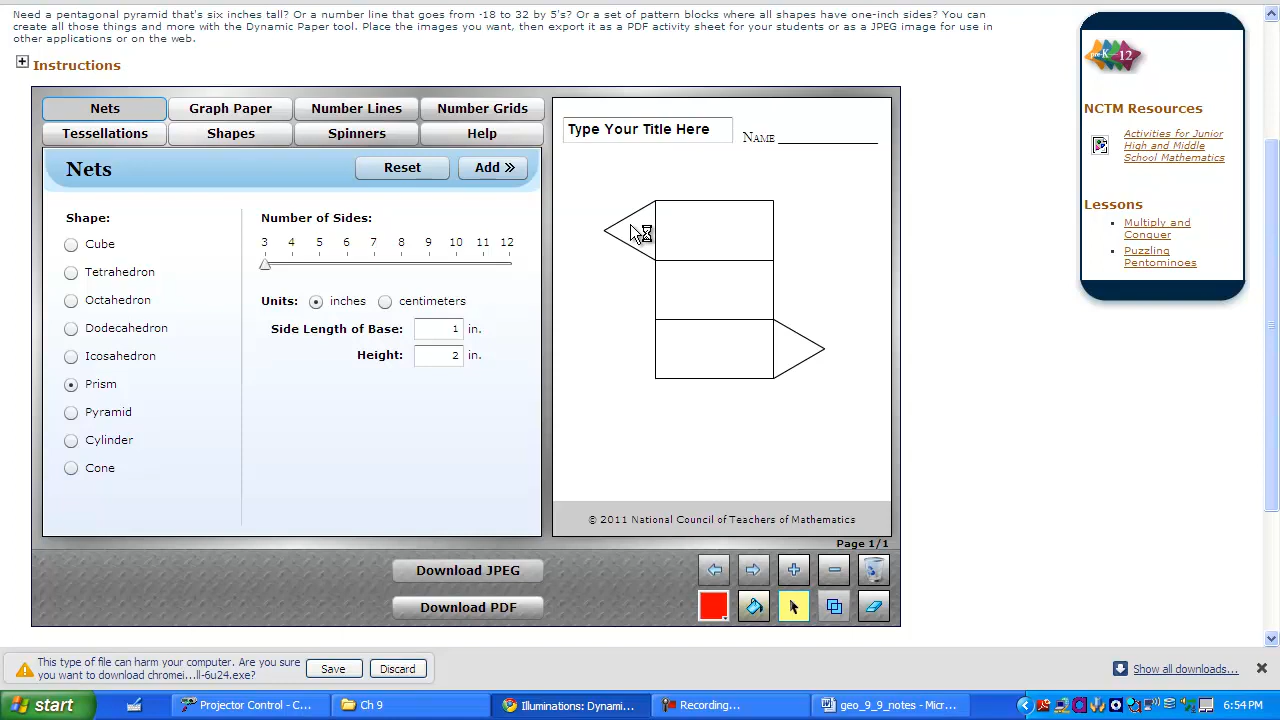 Need a pentagonal pyramid that's six inches tall? Or a number line that goes from -18 to 32 by 5's? Or a set of pattern blocks where all shapes have one-inch sides? You can
create all those things and more with the Dynamic Paper tool. Place the images you want, then export it as a PDF activity sheet for your students or as a JPEG image for use in
other applications or on the web.
Instructions
Nets
Graph Paper
Number Lines
Number Grids
Tessellations
Shapes
Spinners
Help
Nets
Reset
Add
Shape:
Cube
Tetrahedron
Octahedron
Dodecahedron
Icosahedron
Prism
Pyramid
Cylinder
Cone
Number of Sides:
3 4 5 6 7 8 9 10 11 12
Units: inches centimeters
Side Length of Base: 1 in.
Height: 2 in.
Type Your Title Here
NAME
© 2011 National Council of Teachers of Mathematics
Page 1/1
Download JPEG
Download PDF
pre-K-12
NCTM Resources
Activities for Junior
High and Middle
School Mathematics
Lessons
Multiply and
Conquer
Puzzling
Pentominoes
This type of file can harm your computer. Are you sure
you want to download chromei...ll-6u24.exe?
Save
Discard
Show all downloads...
start
Projector Control - C...
Ch 9
Illuminations: Dynami...
Recording...
geo_9_9_notes - Micr...
6:54 PM